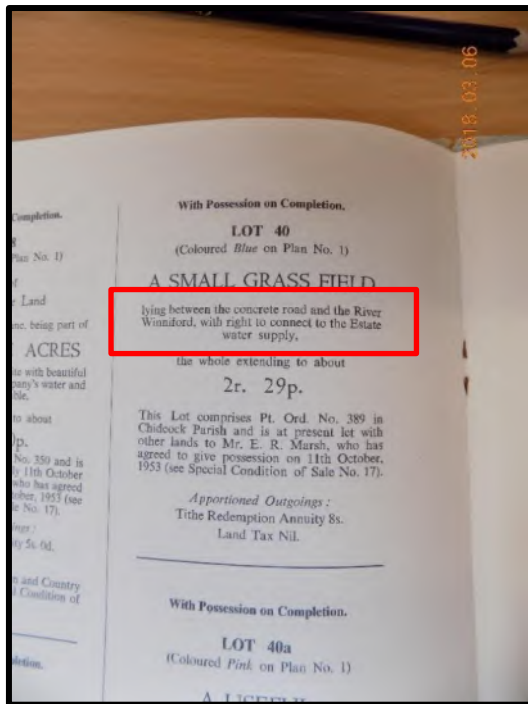 2018.03.06
Completion.
Plan No. 1)
Land
ne, being part of
ACRES
te with beautiful
pany's water and
to about
No. 350 and is
11th October
who has agreed
1953 (see
No. 17).
5s. 0d.
and Country
Condition of
With Possession on Completion.
LOT 40
(Coloured Blue on Plan No. 1)
A SMALL GRASS FIELD
lying between the concrete road and the River
Winniford, with right to connect to the Estate
water supply,
the whole extending to about
2r. 29p.
This Lot comprises Pt. Ord. No. 389 in
Chideock Parish and is at present let with
other lands to Mr. E. R. Marsh, who has
agreed to give possession on 11th October,
1953 (see Special Condition of Sale No. 17).
Apportioned Outgoings :
Tithe Redemption Annuity 8s.
Land Tax Nil.
With Possession on Completion.
LOT 40a
(Coloured Pink on Plan No. 1)
A USEFUL